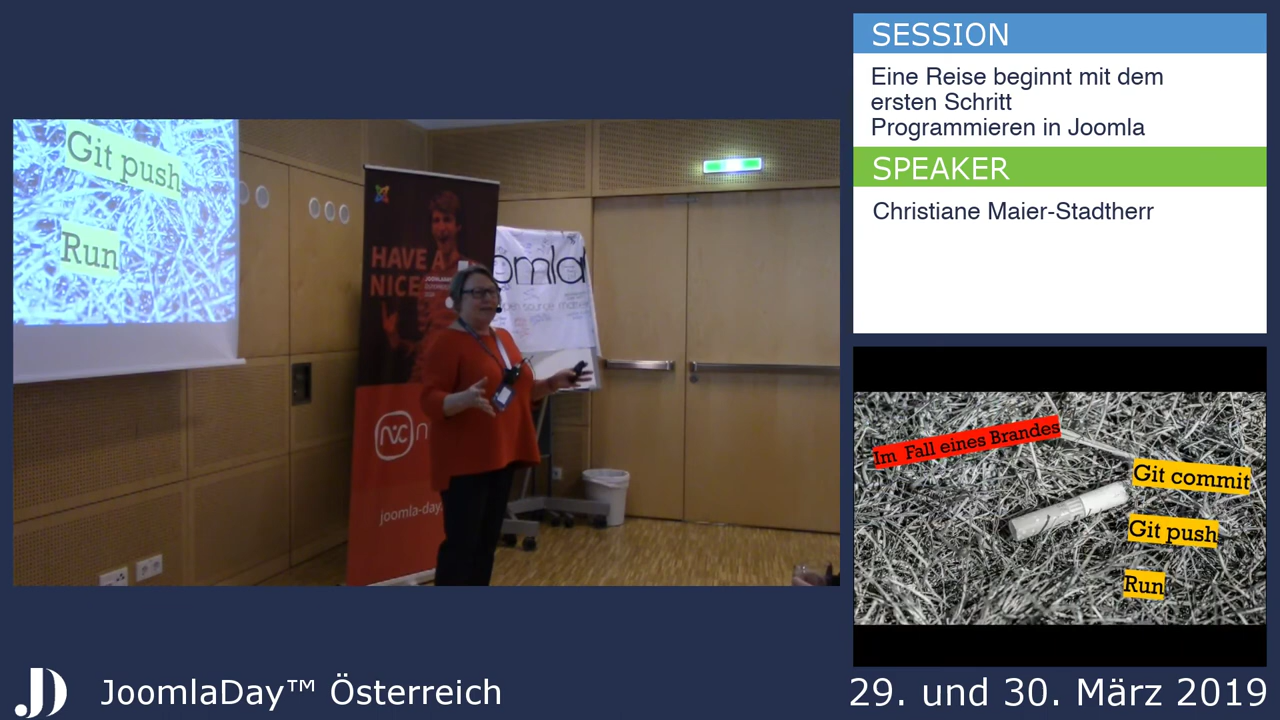 SESSION
Eine Reise beginnt mit dem
ersten Schritt
Programmieren in Joomla
SPEAKER
Christiane Maier-Stadtherr
Git push
Run
HAVE A
NICE
joomla-day.
Im Fall eines Brandes
Git commit
Git push
Run
JD
JoomlaDay™ Österreich
29. und 30. März 2019